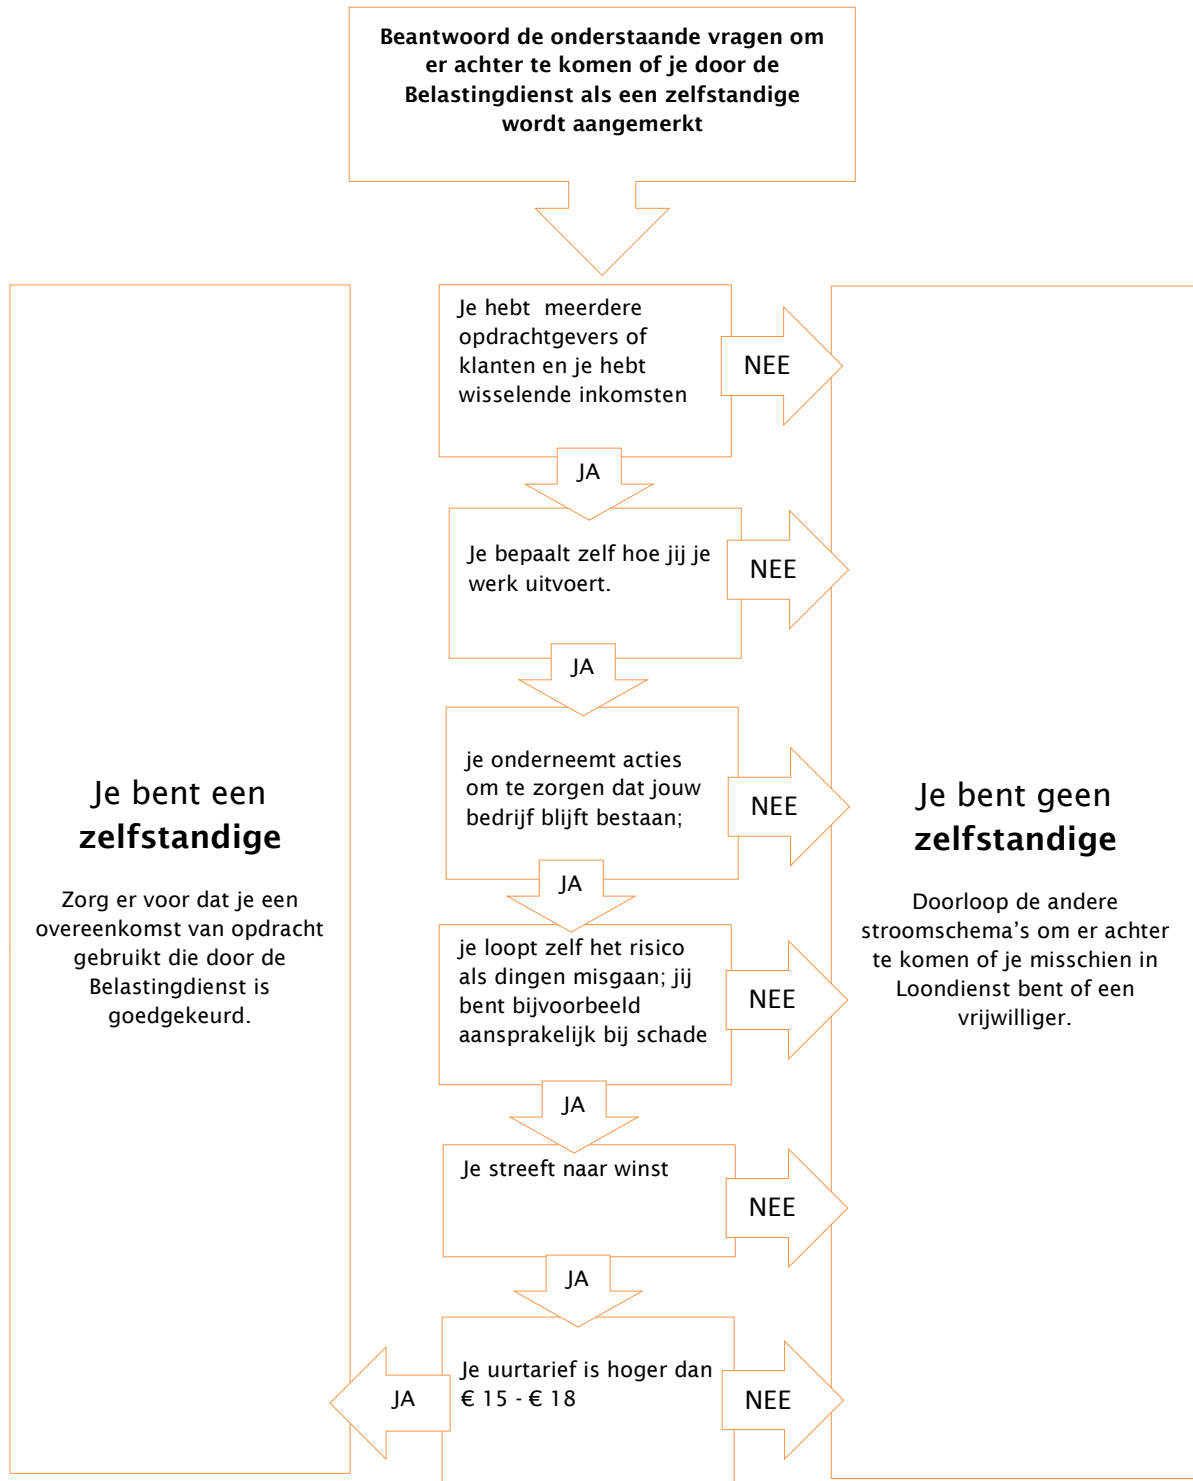 Beantwoord de onderstaande vragen om
er achter te komen of je door de
Belastingdienst als een zelfstandige
wordt aangemerkt
Je hebt  meerdere
opdrachtgevers of
klanten en je hebt
wisselende inkomsten
NEE
JA
Je bepaalt zelf hoe jij je
werk uitvoert.
NEE
JA
je onderneemt acties
om te zorgen dat jouw
bedrijf blijft bestaan;
NEE
JA
je loopt zelf het risico
als dingen misgaan; jij
bent bijvoorbeeld
aansprakelijk bij schade
NEE
JA
Je streeft naar winst
NEE
JA
Je uurtarief is hoger dan
€ 15 - € 18
JA
NEE
Je bent een
zelfstandige
Zorg er voor dat je een
overeenkomst van opdracht
gebruikt die door de
Belastingdienst is
goedgekeurd.
Je bent geen
zelfstandige
Doorloop de andere
stroomschema’s om er achter
te komen of je misschien in
Loondienst bent of een
vrijwilliger.